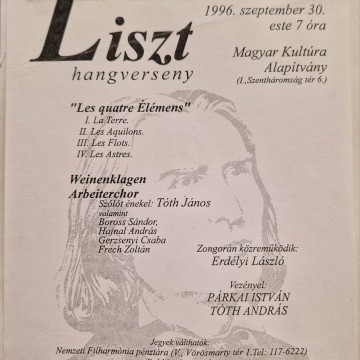 Liszt
hangverseny
1996. szeptember 30.
este 7 óra
Magyar Kultúra
Alapítvány
(I.,Szentháromság tér 6.)
"Les quatre Élémens"
I. La Terre.
II. Les Aquilons.
III. Les Flots.
IV. Les Astres.
Weinenklagen
Arbeiterchor
Szólót énekel: Tóth János
valamint
Boross Sándor,
Hajnal András
Gerzsenyi Csaba
Frech Zoltán
Zongorán közreműködik:
Erdélyi László
Vezényel:
PÁRKAI ISTVÁN
TÓTH ANDRÁS
Jegyek válthatók:
Nemzeti Filharmónia pénztára (V., Vörösmarty tér 1.Tel: 117-6222)